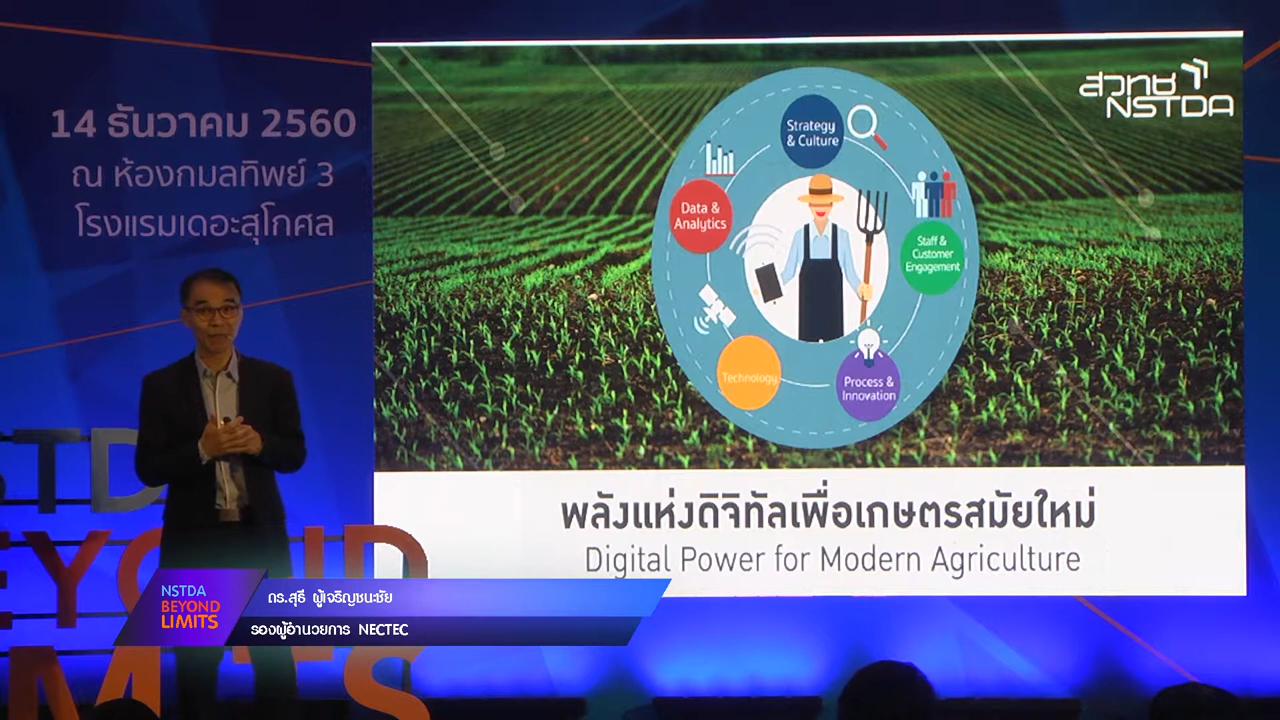 14 ธันวาคม 2560
ณ ห้องกมลทิพย์ 3
โรงแรมเดอะสุโกศล
สวทช
NSTDA
Strategy
& Culture
Data &
Analytics
Staff &
Customer
Engagement
Technology
Process &
Innovation
พลังแห่งดิจิทัลเพื่อเกษตรสมัยใหม่
Digital Power for Modern Agriculture
NSTDA
BEYOND
LIMITS
ดร.สุธี ผู้เจริญชนะชัย
รองผู้อำนวยการ NECTEC